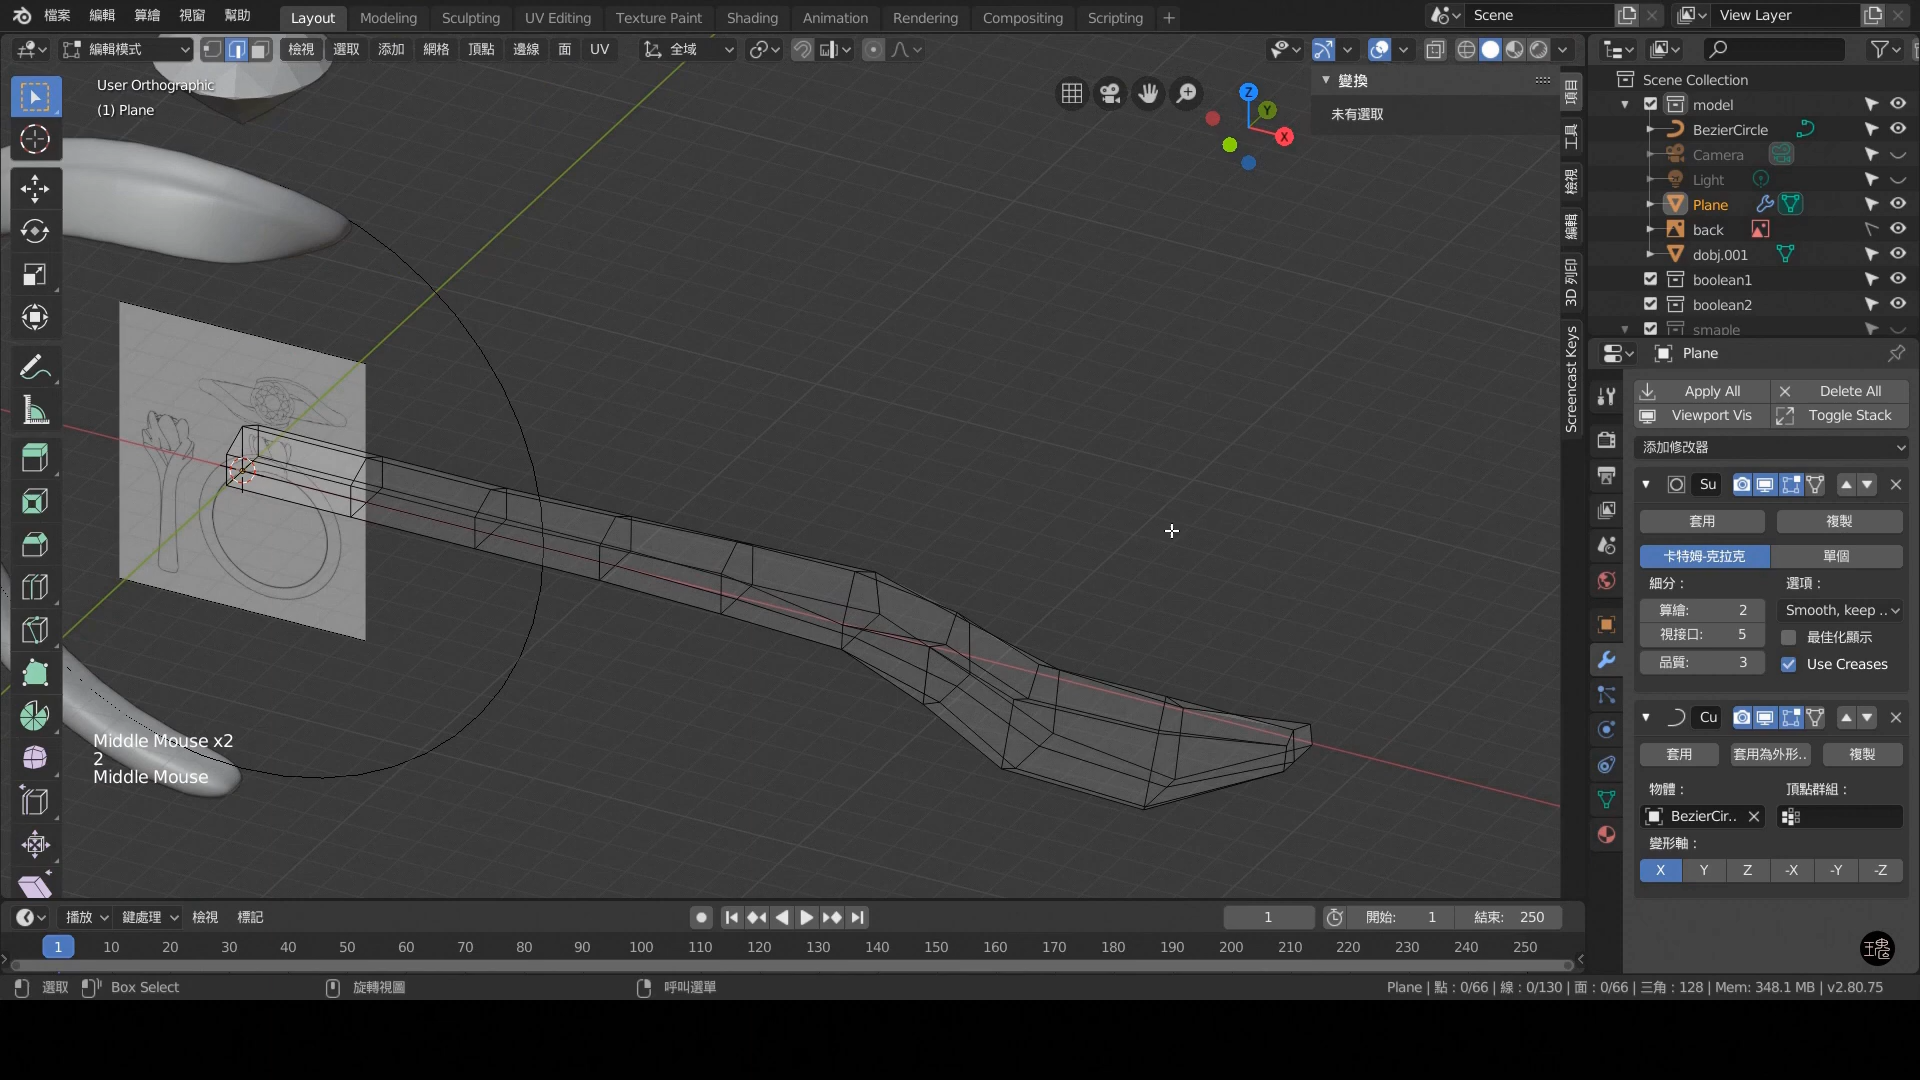 檔案 編輯 算繪 視窗 幫助 Layout Modeling Sculpting UV Editing Texture Paint Shading Animation Rendering Compositing Scripting + Scene View Layer
編輯模式 檢視 選取 添加 網格 頂點 邊線 面 UV 全域
User Orthographic
(1) Plane
Z
Y
X
變換
未有選取
項目
工具
檢視
編輯
3D 列印
Screencast Keys
Scene Collection
model
BezierCircle
Camera
Light
Plane
back
dobj.001
boolean1
boolean2
smaple
Plane
Apply All Delete All
Viewport Vis Toggle Stack
添加修改器
Su
套用 複製
卡特姆-克拉克 單個
細分： 選項：
算繪: 2 Smooth, keep ..
視接口: 5 最佳化顯示
品質: 3 Use Creases
Cu
套用 套用為外形.. 複製
物體： 頂點群組：
BezierCir..
變形軸：
X Y Z -X -Y -Z
Middle Mouse x2
2
Middle Mouse
播放 鍵處理 檢視 標記 1 開始: 1 結束: 250
1 10 20 30 40 50 60 70 80 90 100 110 120 130 140 150 160 170 180 190 200 210 220 230 240 250
選取 Box Select 旋轉視圖 呼叫選單 Plane | 點：0/66 | 線：0/130 | 面：0/66 | 三角：128 | Mem: 348.1 MB | v2.80.75